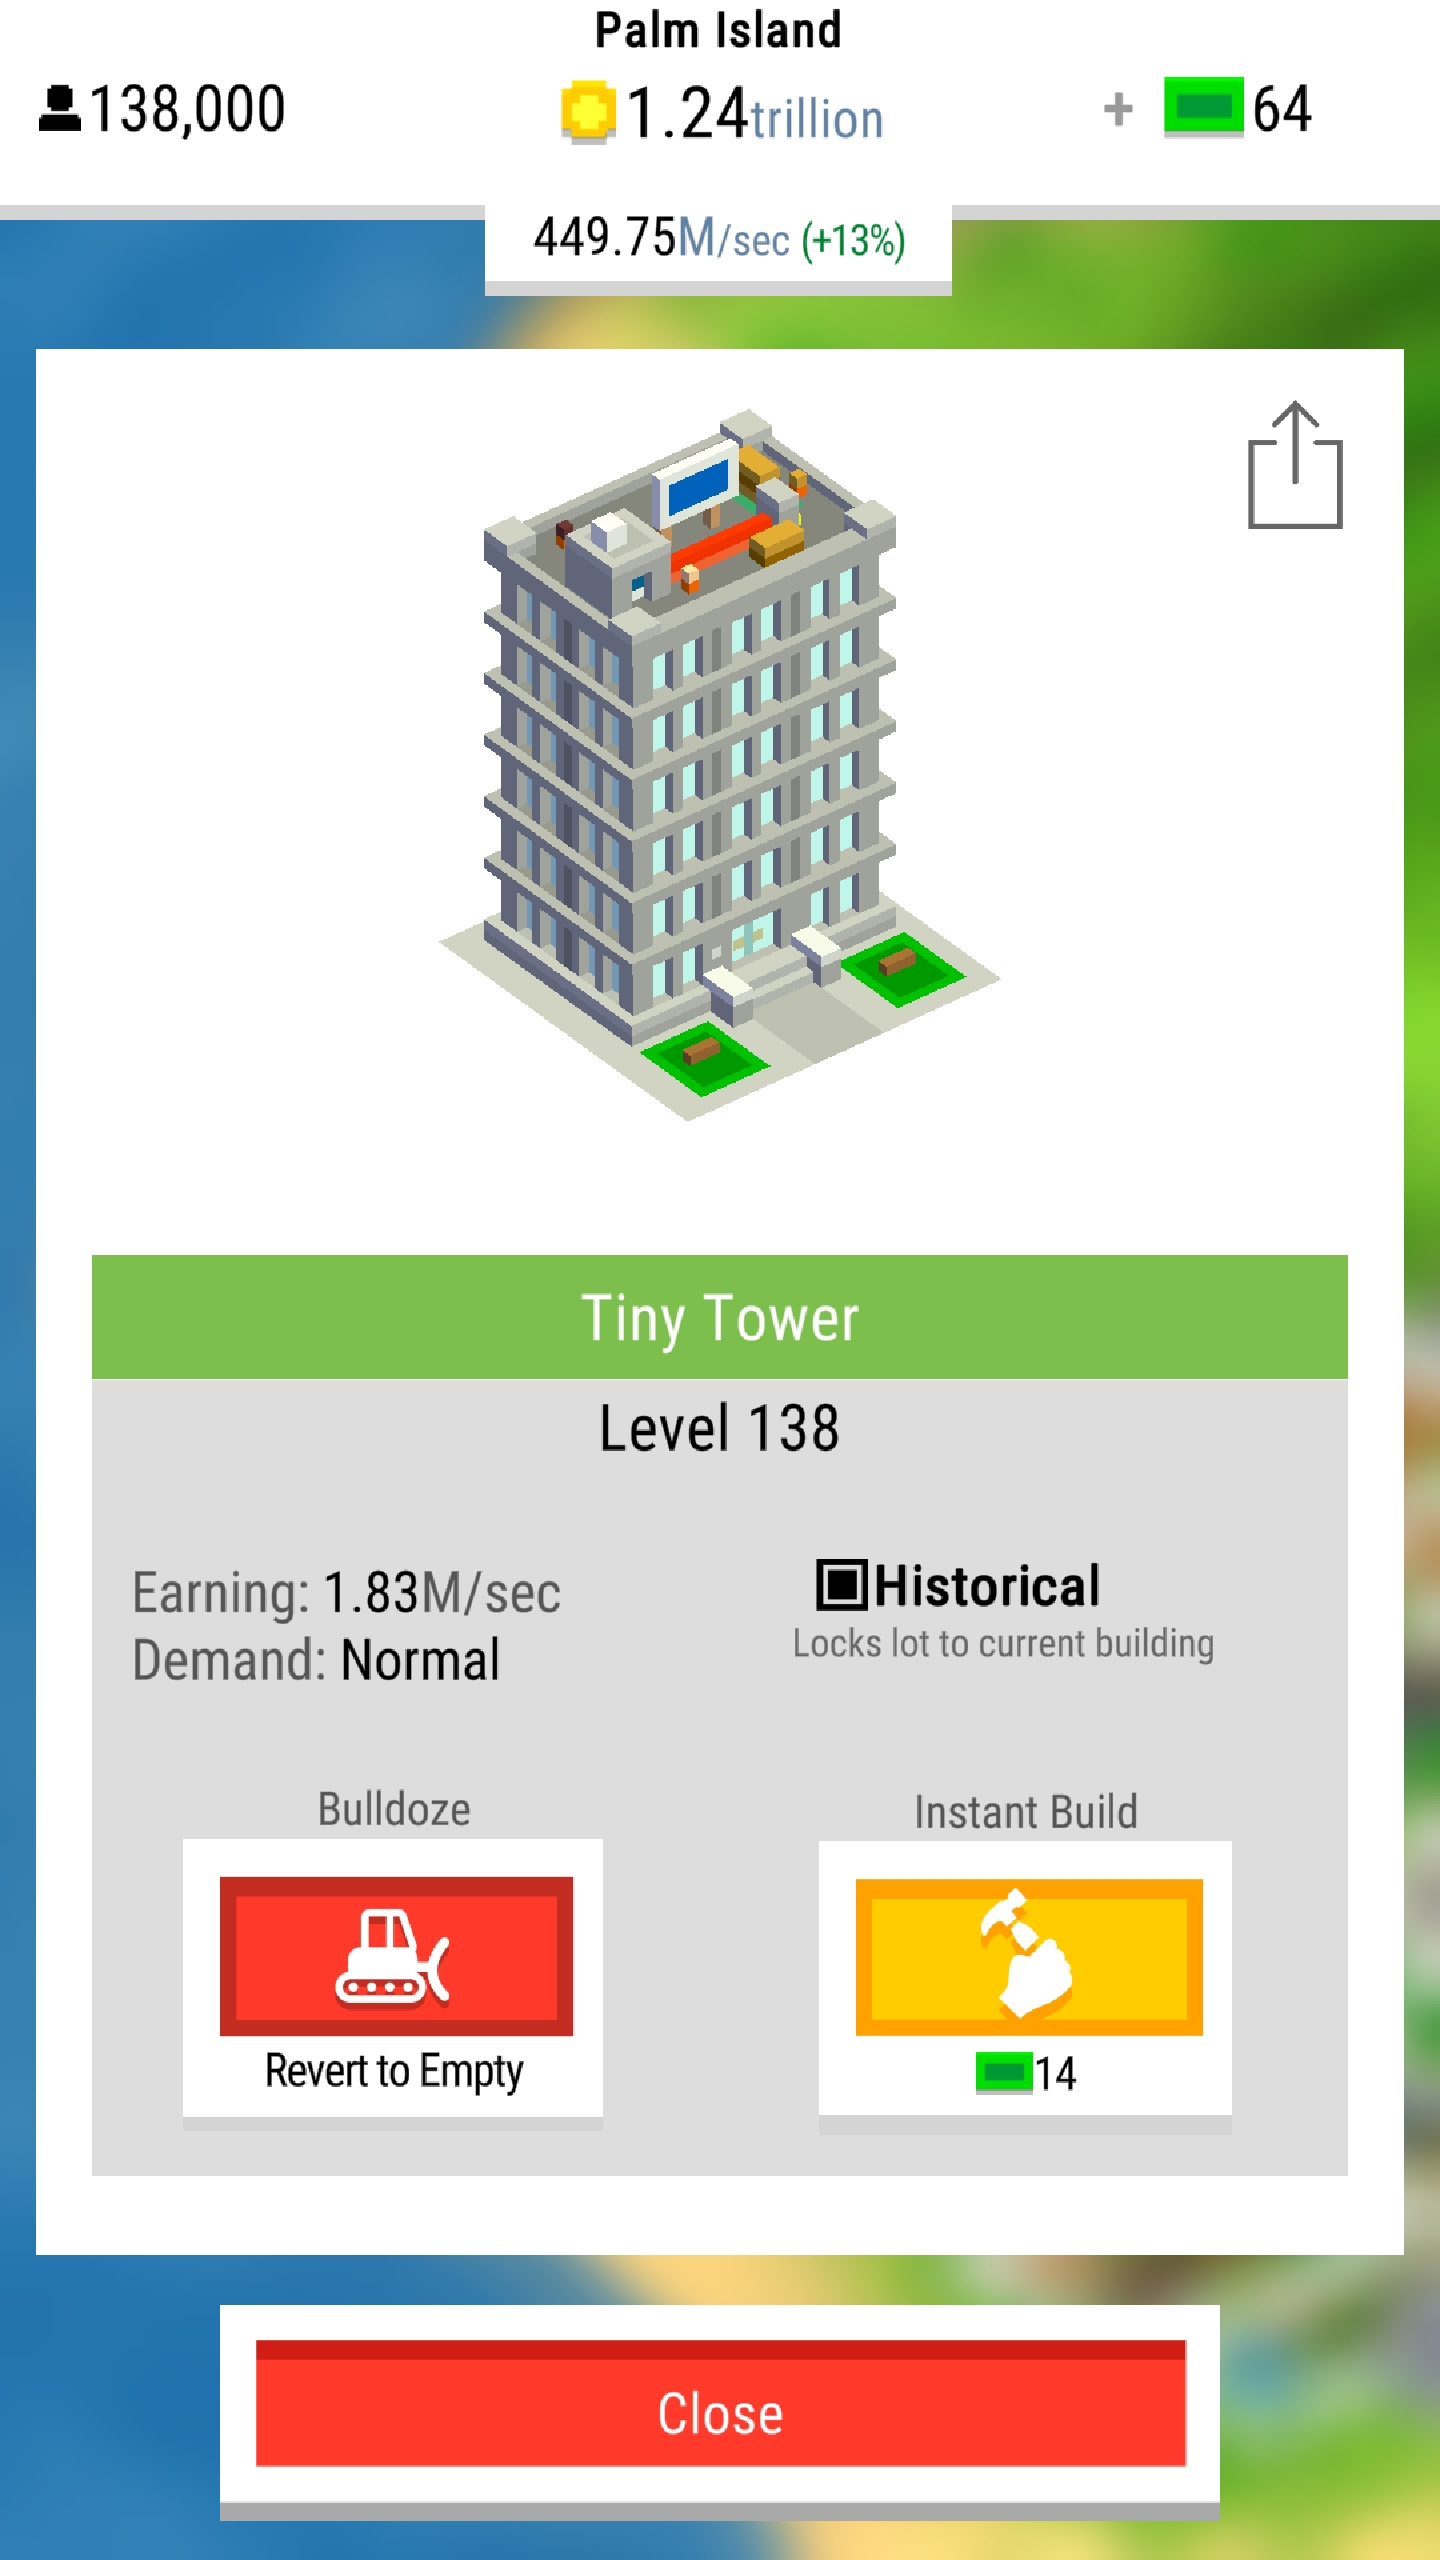 Palm Island
138,000
1.24trillion
+ 64
449.75M/sec (+13%)
Tiny Tower
Level 138
Earning: 1.83M/sec
Demand: Normal
Historical
Locks lot to current building
Bulldoze
Revert to Empty
Instant Build
14
Close